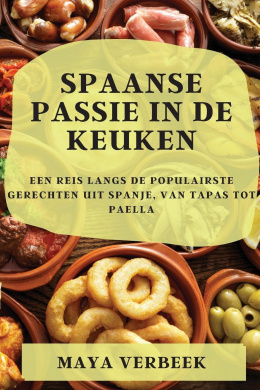 SPAANSE
PASSIE IN DE
KEUKEN
EEN REIS LANGS DE POPULAIRSTE
GERECHTEN UIT SPANJE, VAN TAPAS TOT
PAELLA
MAYA VERBEEK